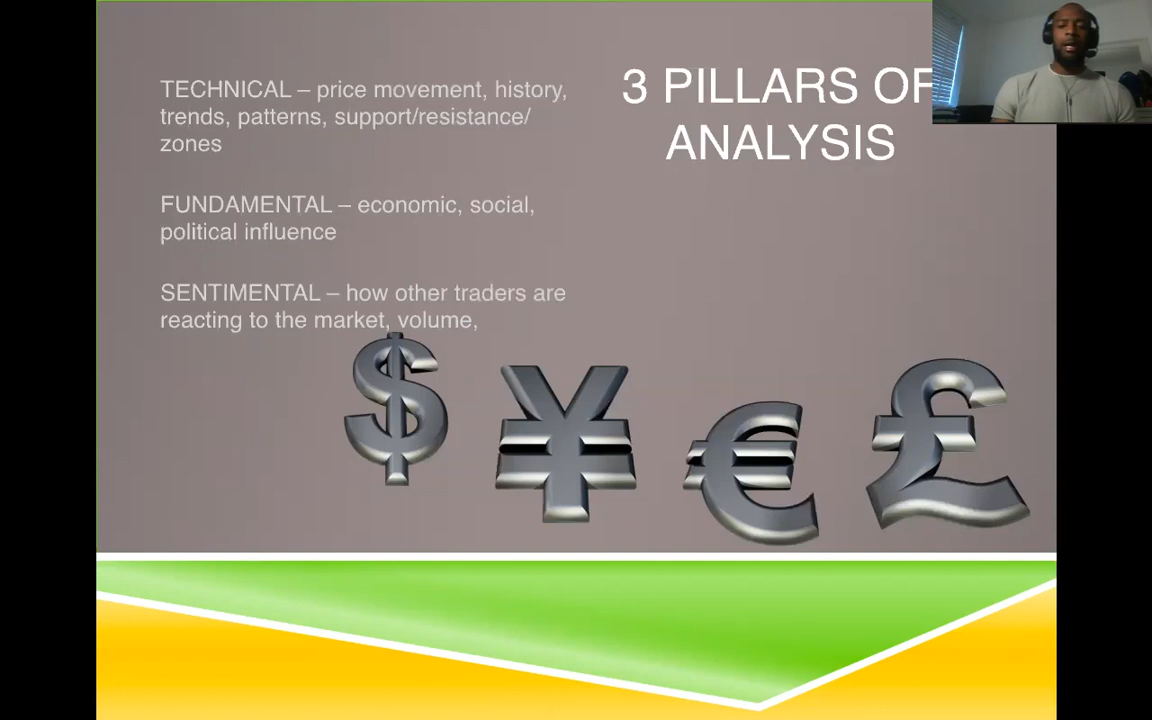 3 PILLARS OF
ANALYSIS
TECHNICAL – price movement, history,
trends, patterns, support/resistance/
zones
FUNDAMENTAL – economic, social,
political influence
SENTIMENTAL – how other traders are
reacting to the market, volume,
$ ¥ € £